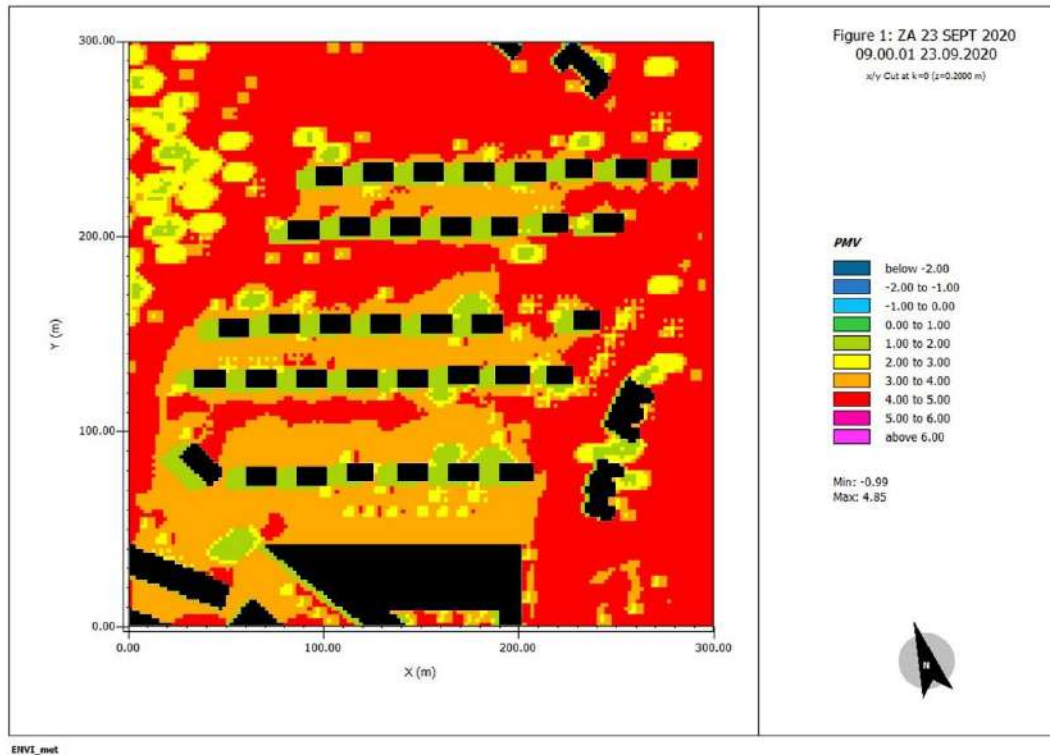 Figure 1: ZA 23 SEPT 2020
09.00.01 23.09.2020
x/y Cut at k=0 (z=0.2000 m)
300.00
200.00
Y (m)
100.00
0.00
0.00 100.00 200.00 300.00
X (m)
PMV
below -2.00
-2.00 to -1.00
-1.00 to 0.00
0.00 to 1.00
1.00 to 2.00
2.00 to 3.00
3.00 to 4.00
4.00 to 5.00
5.00 to 6.00
above 6.00
Min: -0.99
Max: 4.85
N
ENVI_met